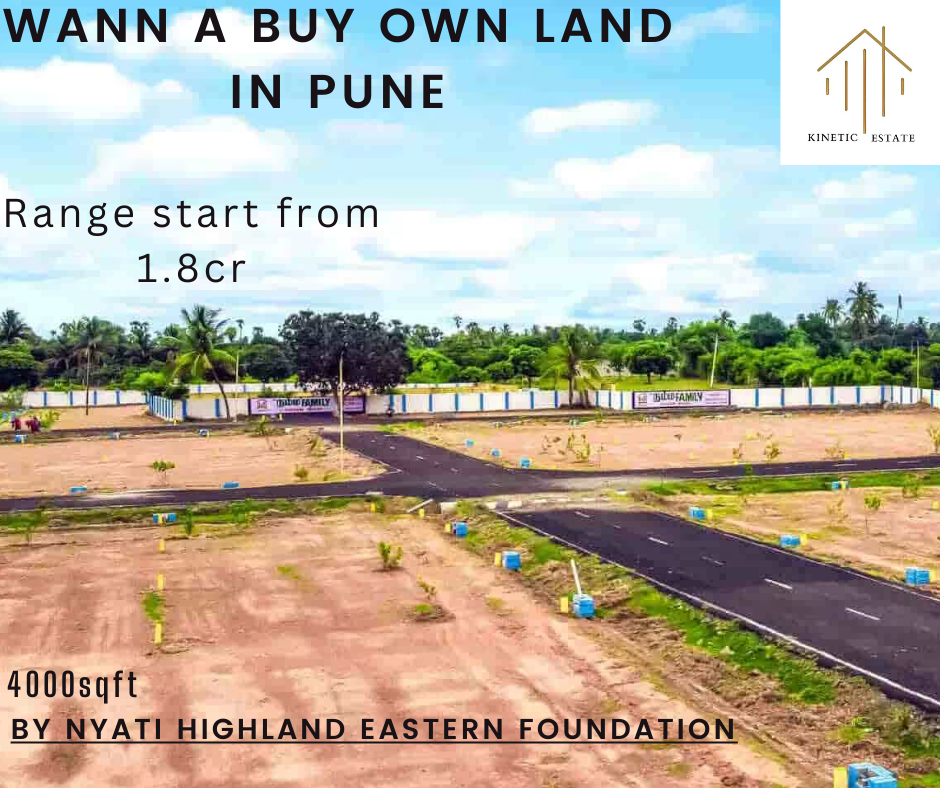 WANN A BUY OWN LAND
IN PUNE
KINETIC ESTATE
Range start from
1.8cr
FAMILY
4000sqft
BY NYATI HIGHLAND EASTERN FOUNDATION